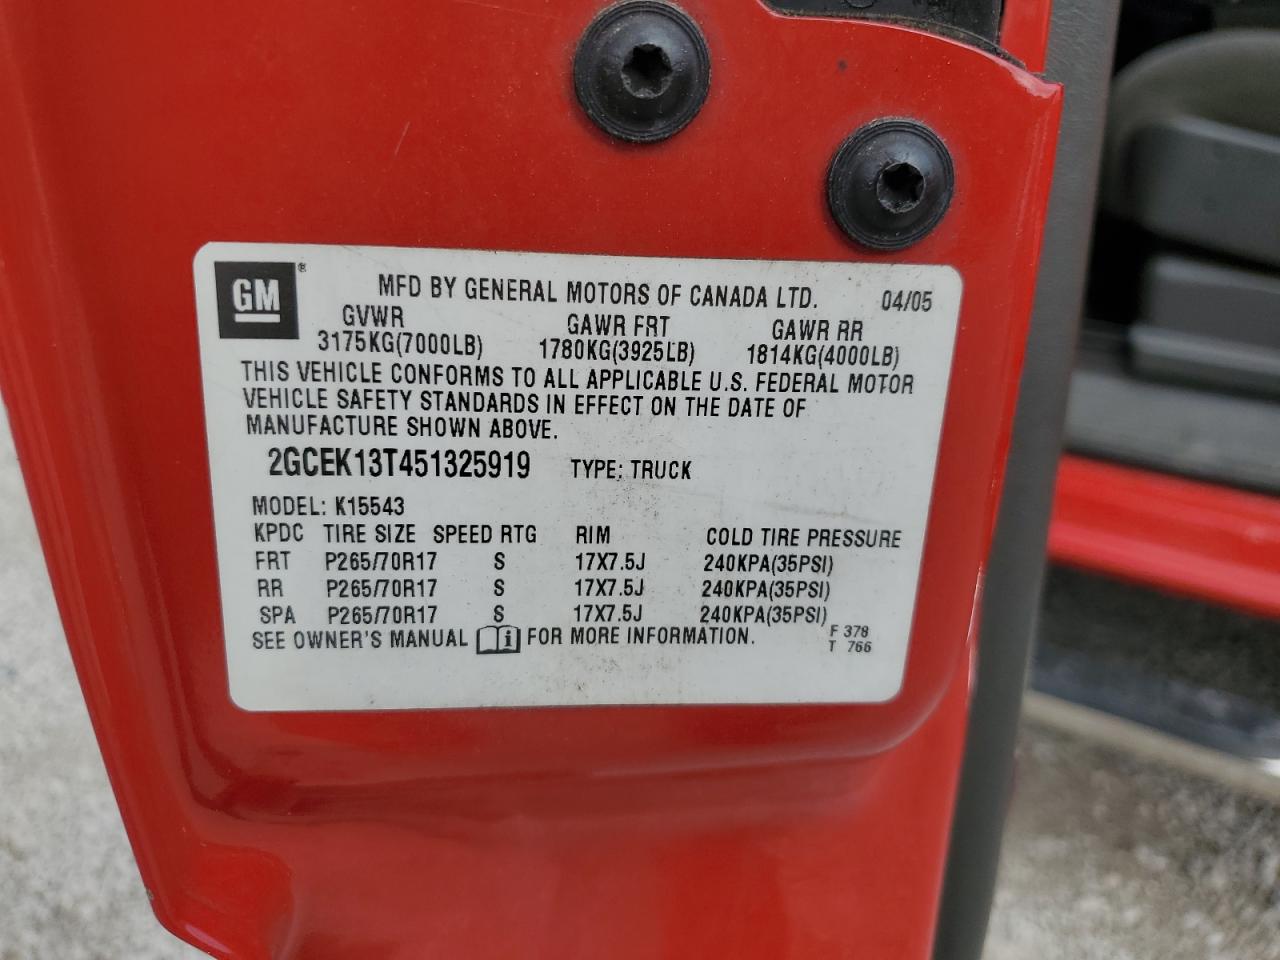 GM®
MFD BY GENERAL MOTORS OF CANADA LTD. 04/05
GVWR GAWR FRT GAWR RR
3175KG(7000LB) 1780KG(3925LB) 1814KG(4000LB)
THIS VEHICLE CONFORMS TO ALL APPLICABLE U.S. FEDERAL MOTOR
VEHICLE SAFETY STANDARDS IN EFFECT ON THE DATE OF
MANUFACTURE SHOWN ABOVE.
2GCEK13T451325919 TYPE: TRUCK
MODEL: K15543
KPDC TIRE SIZE SPEED RTG RIM COLD TIRE PRESSURE
FRT P265/70R17 S 17X7.5J 240KPA(35PSI)
RR P265/70R17 S 17X7.5J 240KPA(35PSI)
SPA P265/70R17 S 17X7.5J 240KPA(35PSI)
SEE OWNER'S MANUAL i FOR MORE INFORMATION.
F 378
T 766